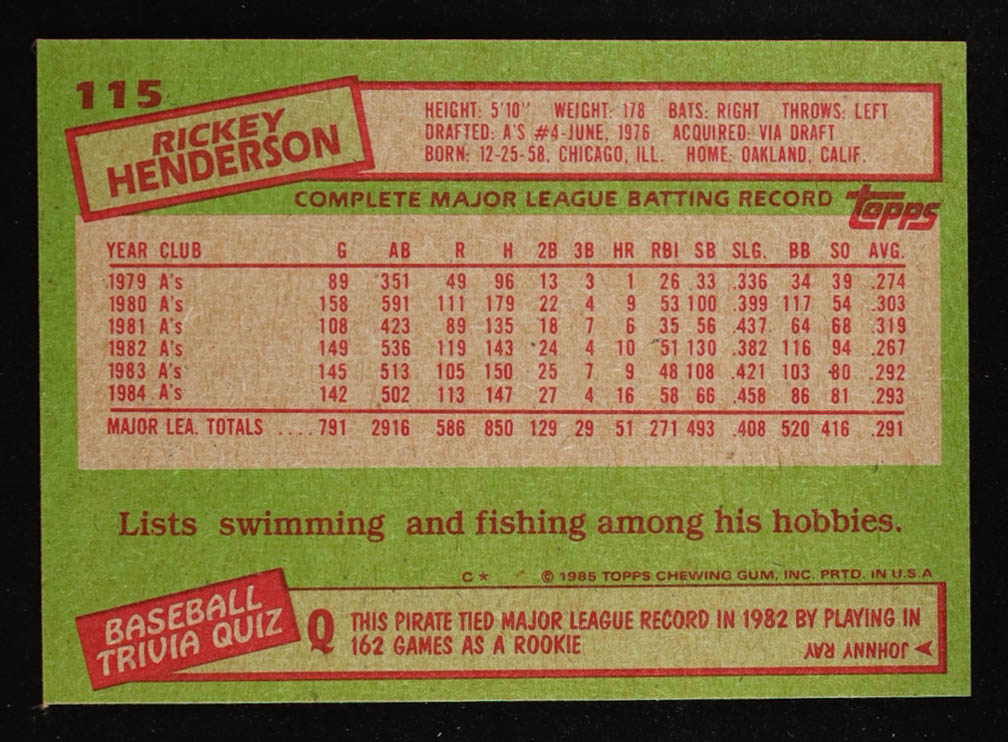 115
RICKEY
HENDERSON
HEIGHT: 5'10" WEIGHT: 178 BATS: RIGHT THROWS: LEFT
DRAFTED: A'S #4-JUNE, 1976 ACQUIRED: VIA DRAFT
BORN: 12-25-58, CHICAGO, ILL. HOME: OAKLAND, CALIF.
COMPLETE MAJOR LEAGUE BATTING RECORD topps
YEAR CLUB G AB R H 2B 3B HR RBI SB SLG. BB SO AVG.
1979 A's 89 351 49 96 13 3 1 26 33 .336 34 39 .274
1980 A's 158 591 111 179 22 4 9 53 100 .399 117 54 .303
1981 A's 108 423 89 135 18 7 6 35 56 .437 64 68 .319
1982 A's 149 536 119 143 24 4 10 51 130 .382 116 94 .267
1983 A's 145 513 105 150 25 7 9 48 108 .421 103 80 .292
1984 A's 142 502 113 147 27 4 16 58 66 .458 86 81 .293
MAJOR LEA. TOTALS ....791 2916 586 850 129 29 51 271 493 .408 520 416 .291
Lists swimming and fishing among his hobbies.
C* © 1985 TOPPS CHEWING GUM, INC. PRTD. IN U.S.A
BASEBALL
TRIVIA QUIZ
Q THIS PIRATE TIED MAJOR LEAGUE RECORD IN 1982 BY PLAYING IN
162 GAMES AS A ROOKIE
JOHNNY RAY